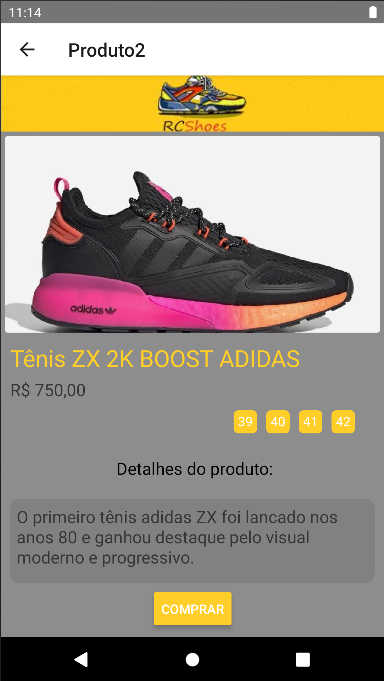 11:14
Produto2
RCShoes
adidas
Tênis ZX 2K BOOST ADIDAS
R$ 750,00
39 40 41 42
Detalhes do produto:
O primeiro tênis adidas ZX foi lancado nos
anos 80 e ganhou destaque pelo visual
moderno e progressivo.
COMPRAR